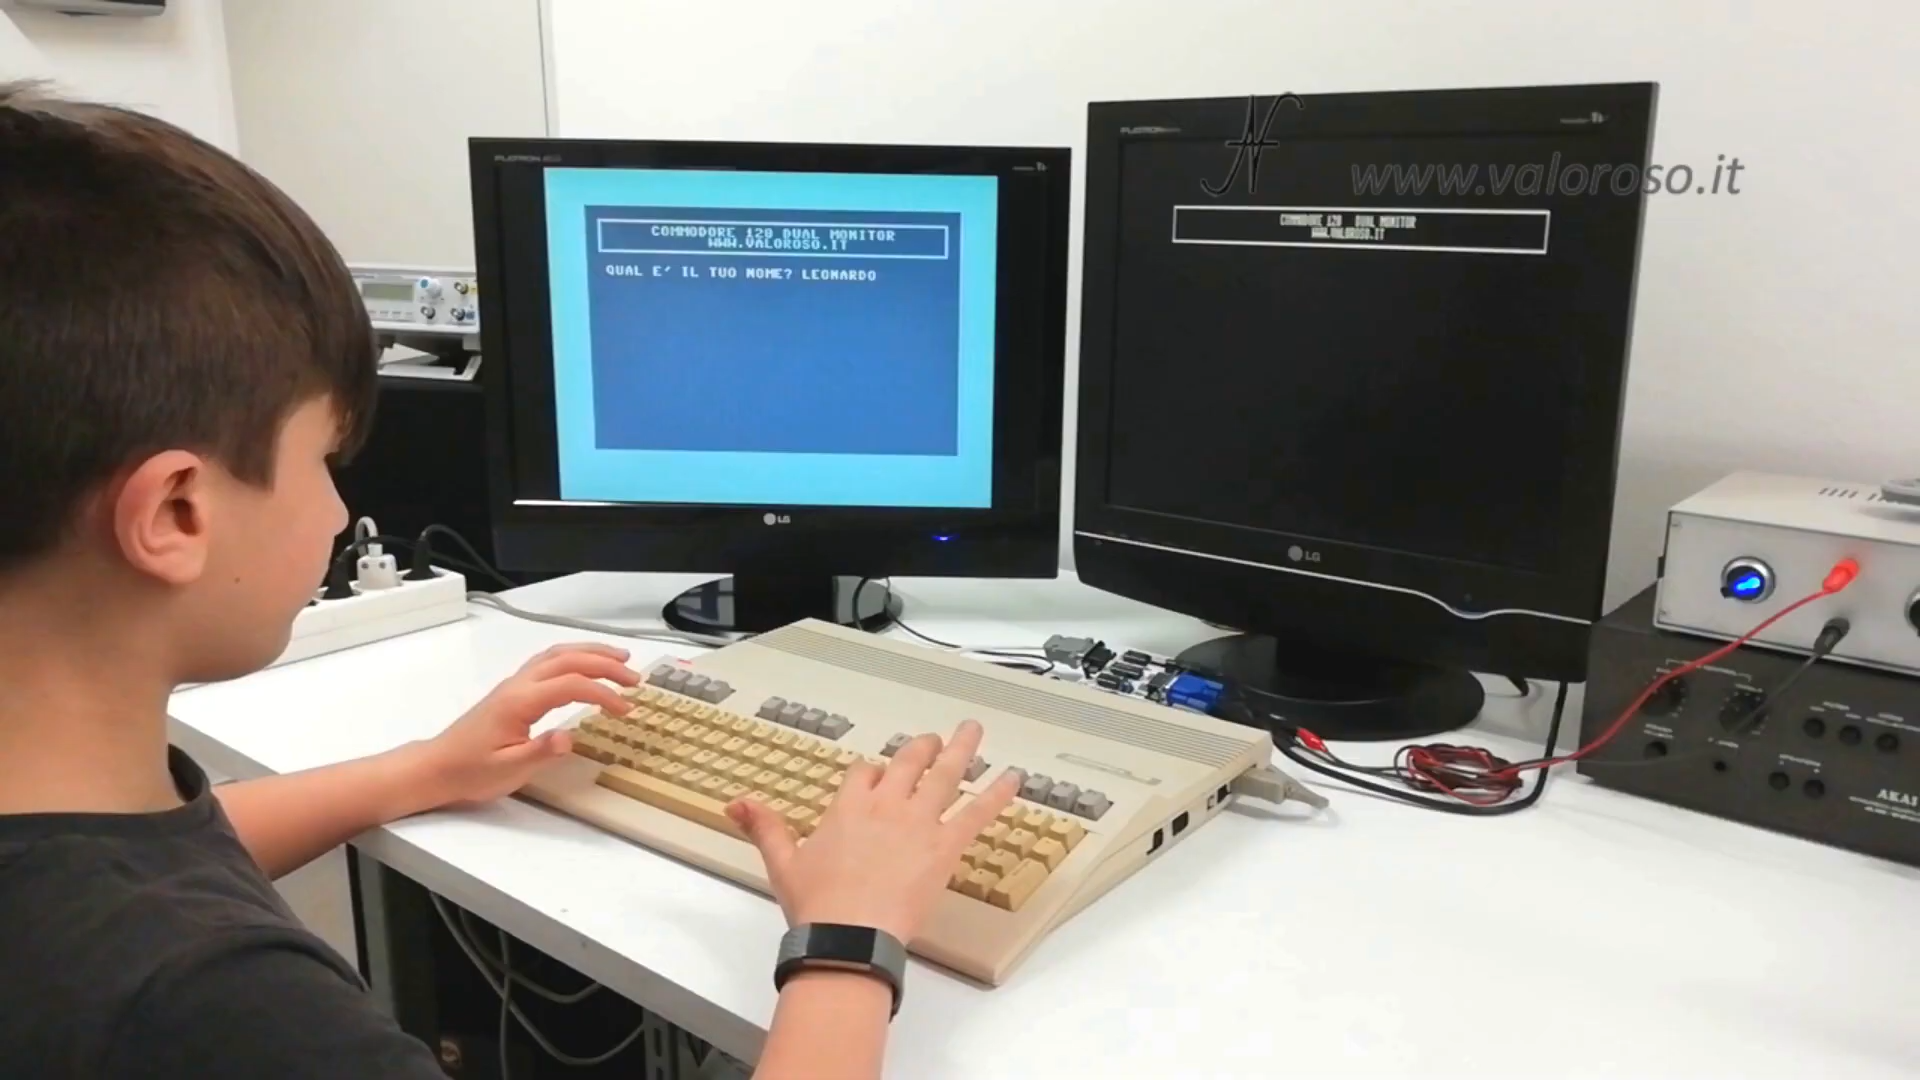 FLATRON
COMMODORE 128 DUAL MONITOR
WWW.VALOROSO.IT
QUAL E' IL TUO NOME? LEONARDO
LG
FLATRON
www.valoroso.it
COMMODORE 128 DUAL MONITOR
WWW.VALOROSO.IT
LG
AKAI